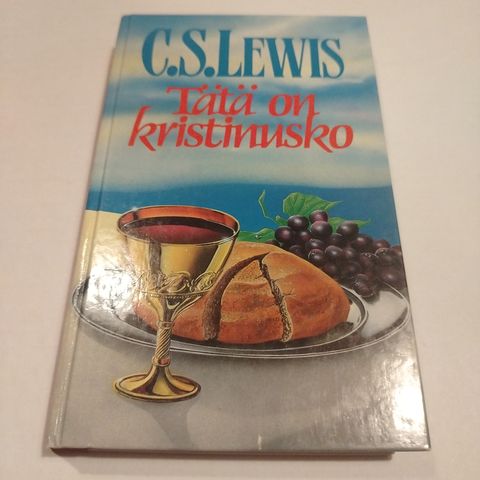 C.S. LEWIS
Tätä on
kristinusko